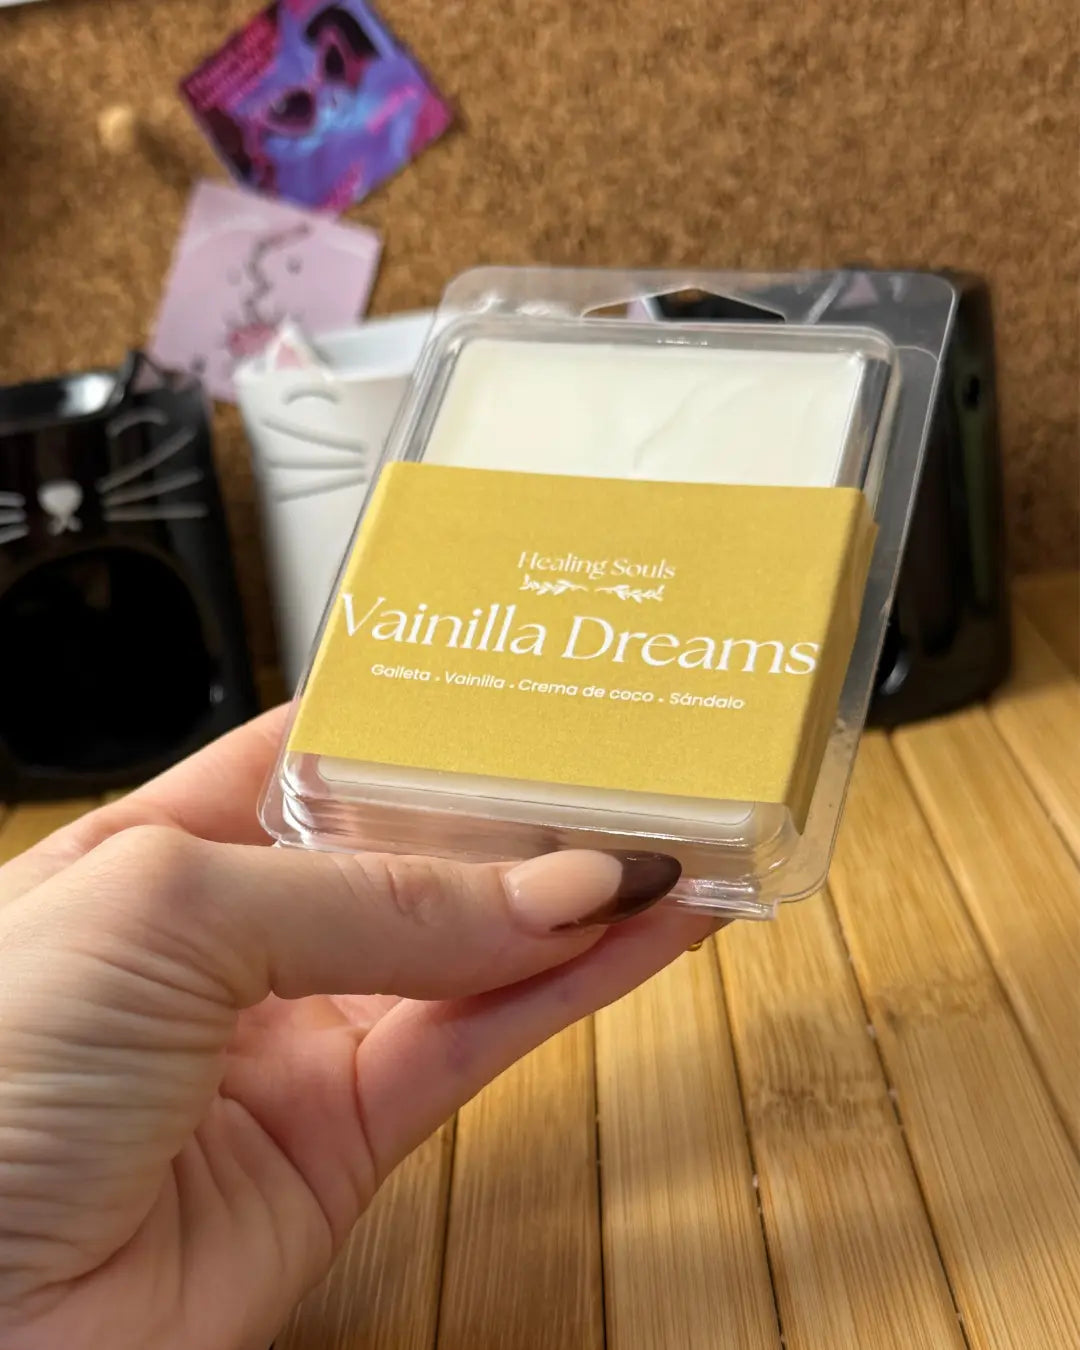 Healing Souls
Vainilla Dreams
Galleta . Vainilla . Crema de coco . Sándalo